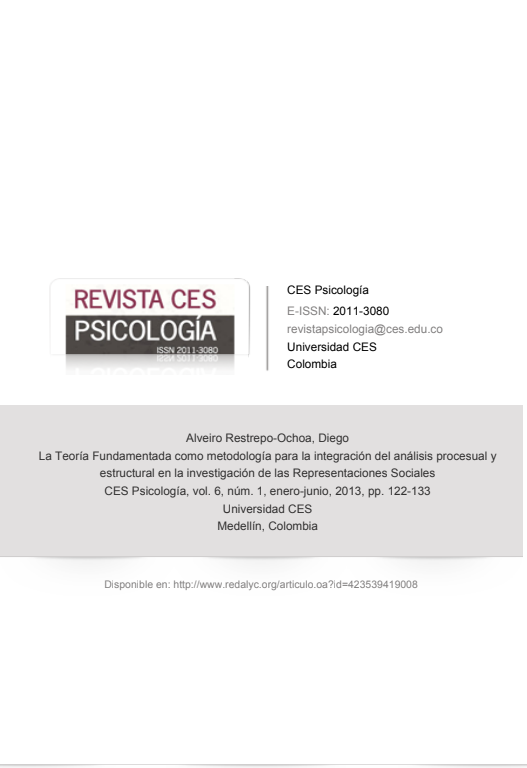 REVISTA CES
PSICOLOGÍA
ISSN 2011-3080
CES Psicología
E-ISSN: 2011-3080
revistapsicologia@ces.edu.co
Universidad CES
Colombia
Alveiro Restrepo-Ochoa, Diego
La Teoría Fundamentada como metodología para la integración del análisis procesual y
estructural en la investigación de las Representaciones Sociales
CES Psicología, vol. 6, núm. 1, enero-junio, 2013, pp. 122-133
Universidad CES
Medellín, Colombia
Disponible en: http://www.redalyc.org/articulo.oa?id=423539419008